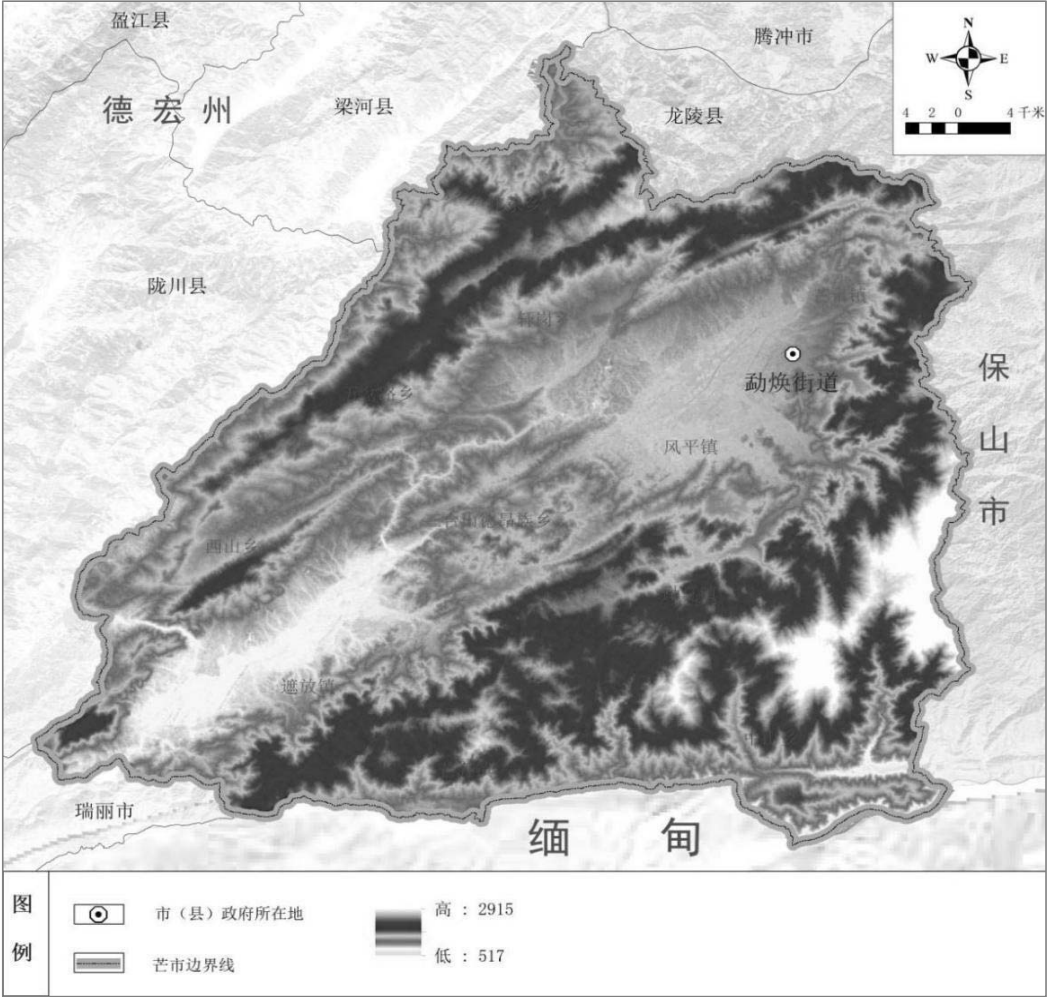 盈江县
腾冲市
N
W E
S
德宏州
梁河县
龙陵县
4 2 0 4 千米
陇川县
勐焕街道
保山市
风平镇
西山乡
遮放镇
瑞丽市
缅甸
图例
市（县）政府所在地
高 : 2915
芒市边界线
低 : 517